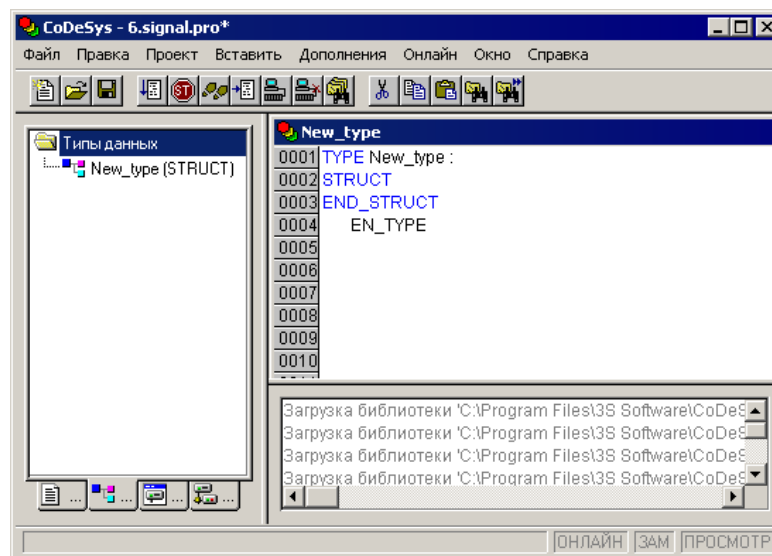 CoDeSys - 6.signal.pro*
Файл Правка Проект Вставить Дополнения Онлайн Окно Справка
ST
Типы данных
New_type (STRUCT)
New_type
0001 TYPE New_type :
0002 STRUCT
0003 END_STRUCT
0004 EN_TYPE
0005
0006
0007
0008
0009
0010
Загрузка библиотеки 'C:\Program Files\3S Software\CoDeS
Загрузка библиотеки 'C:\Program Files\3S Software\CoDeS
Загрузка библиотеки 'C:\Program Files\3S Software\CoDeS
Загрузка библиотеки 'C:\Program Files\3S Software\CoDeS
... ... ... ...
ОНЛАЙН ЗАМ ПРОСМОТР